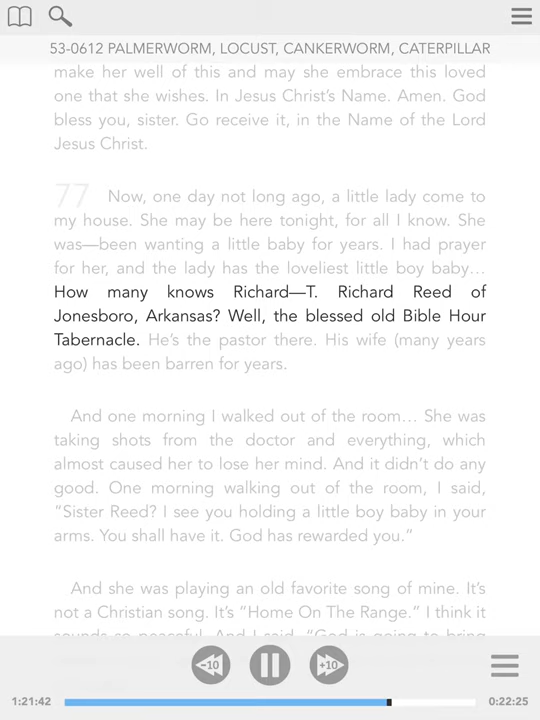 53-0612 PALMERWORM, LOCUST, CANKERWORM, CATERPILLAR
make her well of this and may she embrace this loved
one that she wishes. In Jesus Christ's Name. Amen. God
bless you, sister. Go receive it, in the Name of the Lord
Jesus Christ.
77 Now, one day not long ago, a little lady come to
my house. She may be here tonight, for all I know. She
was—been wanting a little baby for years. I had prayer
for her, and the lady has the loveliest little boy baby…
How many knows Richard—T. Richard Reed of
Jonesboro, Arkansas? Well, the blessed old Bible Hour
Tabernacle. He's the pastor there. His wife (many years
ago) has been barren for years.
And one morning I walked out of the room… She was
taking shots from the doctor and everything, which
almost caused her to lose her mind. And it didn't do any
good. One morning walking out of the room, I said,
"Sister Reed? I see you holding a little boy baby in your
arms. You shall have it. God has rewarded you."
And she was playing an old favorite song of mine. It's
not a Christian song. It's "Home On The Range." I think it
sounds so peaceful. And I said, "God is going to bring
-10
+10
1:21:42
0:22:25